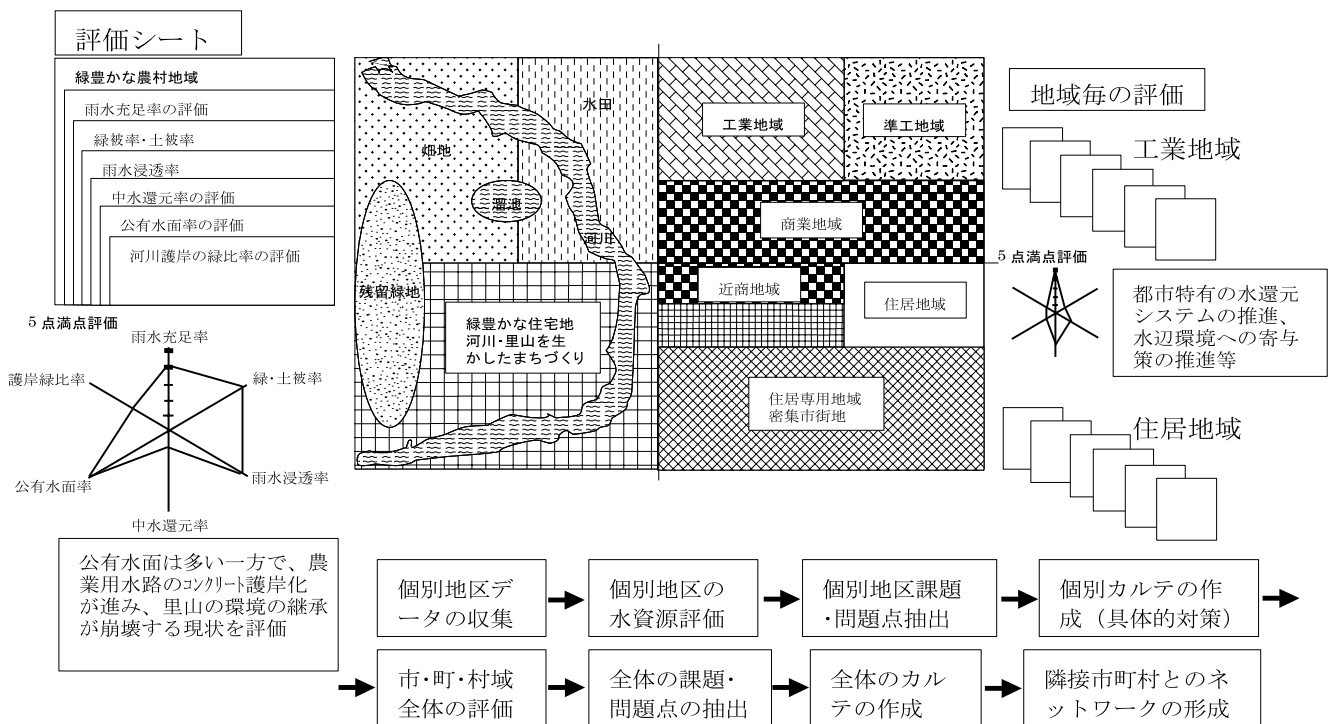 評価シート
緑豊かな農村地域
雨水充足率の評価
緑被率・土被率
雨水浸透率
中水還元率の評価
公有水面率の評価
河川護岸の緑比率の評価
5点満点評価
雨水充足率
護岸緑比率
緑・土被率
公有水面率
雨水浸透率
中水還元率
公有水面は多い一方で、農
業用水路のｺﾝｸﾘｰﾄ護岸化
が進み、里山の環境の継承
が崩壊する現状を評価
水田
畑地
溜池
河川
残留緑地
緑豊かな住宅地
河川・里山を生
かしたまちづくり
工業地域
準工地域
商業地域
近商地域
住居地域
住居専用地域
密集市街地
地域毎の評価
工業地域
5点満点評価
都市特有の水還元
システムの推進、
水辺環境への寄与
策の推進等
住居地域
個別地区デ
ータの収集
個別地区の
水資源評価
個別地区課題
・問題点抽出
個別カルテの作
成（具体的対策）
市・町・村域
全体の評価
全体の課題・
問題点の抽出
全体のカル
テの作成
隣接市町村とのネ
ットワークの形成